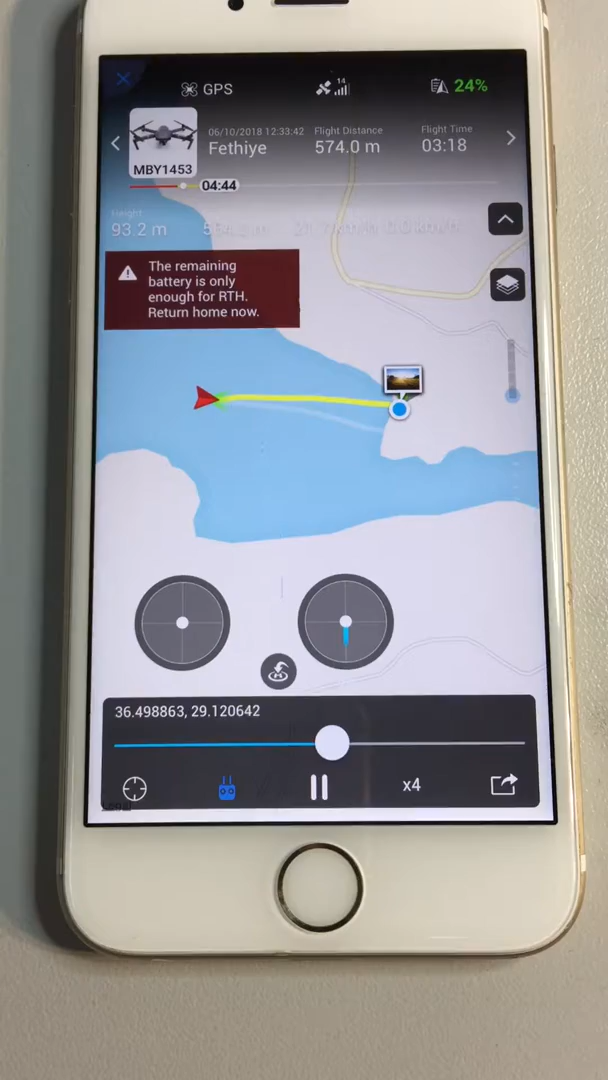 GPS
14
24%
MBY1453
06/10/2018 12:33:42
Fethiye
Flight Distance
574.0 m
Flight Time
03:18
04:44
Height
93.2 m
The remaining
battery is only
enough for RTH.
Return home now.
36.498863, 29.120642
x4